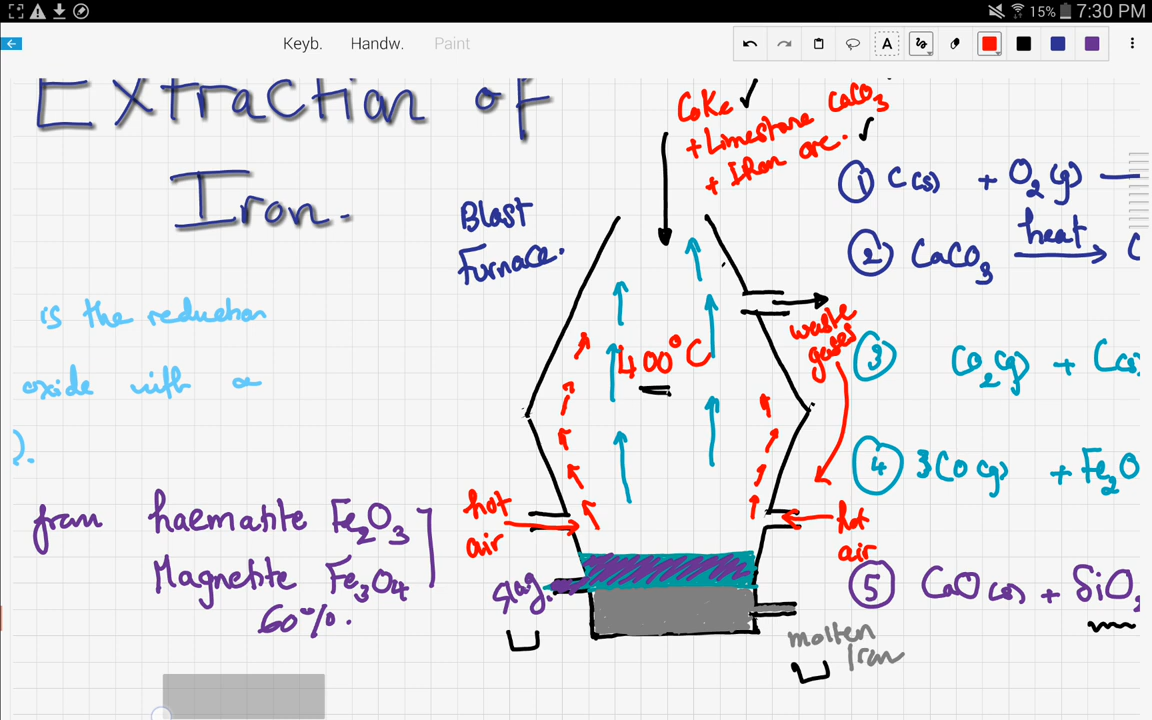 15% 7:30 PM
Keyb. Handw. Paint
A
Extraction of
Iron.
Coke
+ Limestone CaCO3
+ IRon ore.
Blast
Furnace.
① C(s) + O2(g)
heat
② CaCO3 C
is the reduction
oxide with a
).
400°C
waste
gases
③ CO2(g) + C(s)
④ 3CO(g) + Fe2O
from haematite Fe2O3
Magnetite Fe3O4
60%.
hot
air
hot
air
slag.
⑤ CaO(s) + SiO2
molten
Iron